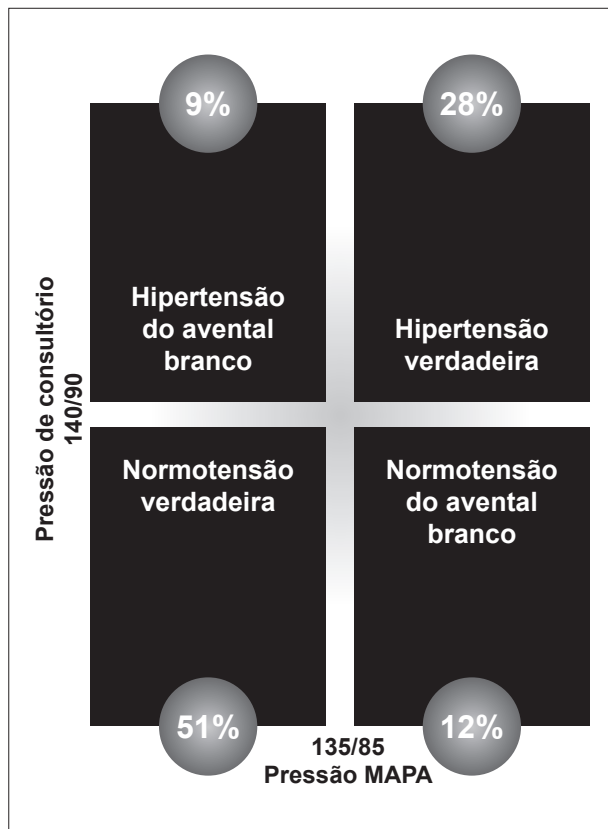 9%
28%
Hipertensão
do avental
branco
Hipertensão
verdadeira
Pressão de consultório
140/90
Normotensão
verdadeira
Normotensão
do avental
branco
51%
12%
135/85
Pressão MAPA